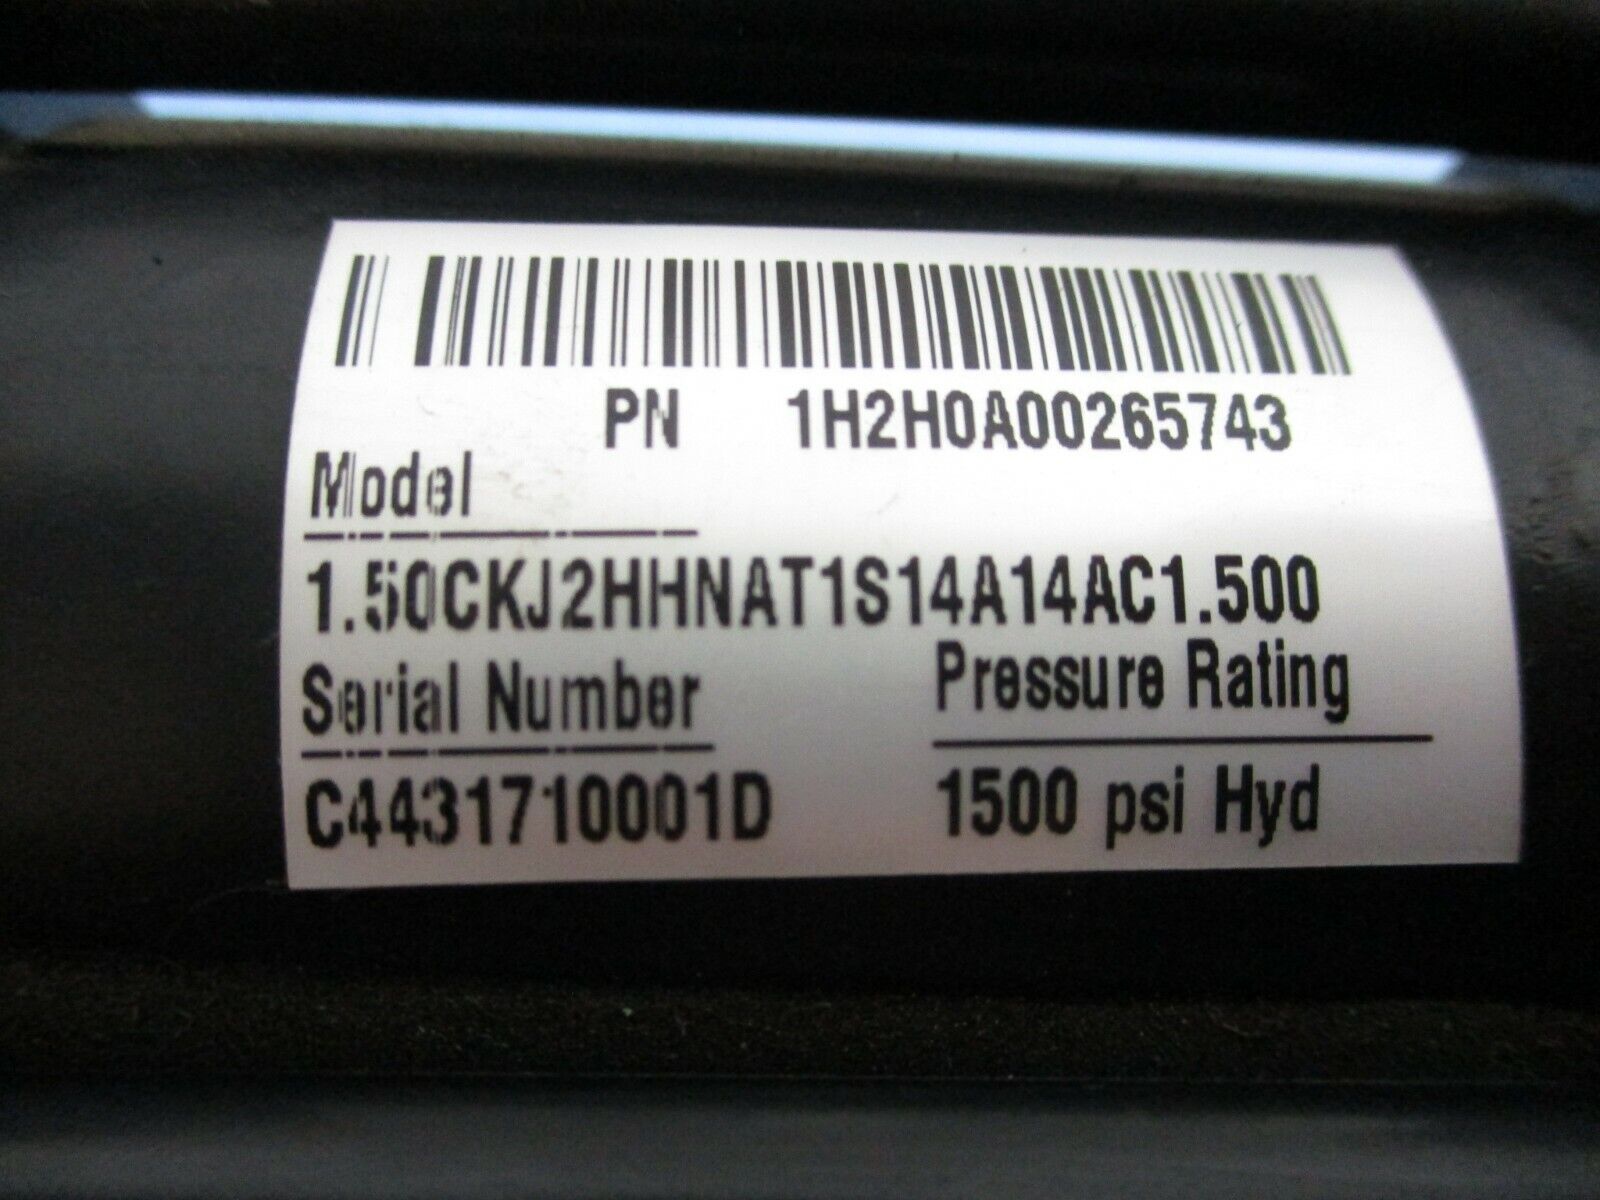 PN 1H2H0A00265743
Model
1.50CKJ2HHNAT1S14A14AC1.500
Serial Number Pressure Rating
C4431710001D 1500 psi Hyd